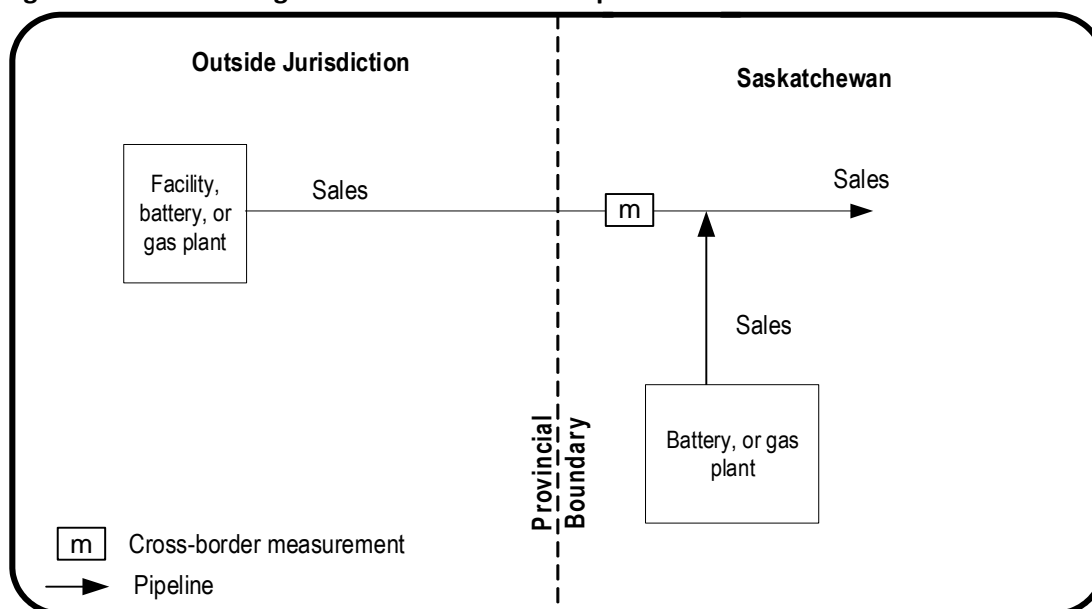 Outside Jurisdiction
Saskatchewan
Facility,
battery, or
gas plant
Sales
m
Sales
Sales
Battery, or gas
plant
Provincial
Boundary
m Cross-border measurement
Pipeline